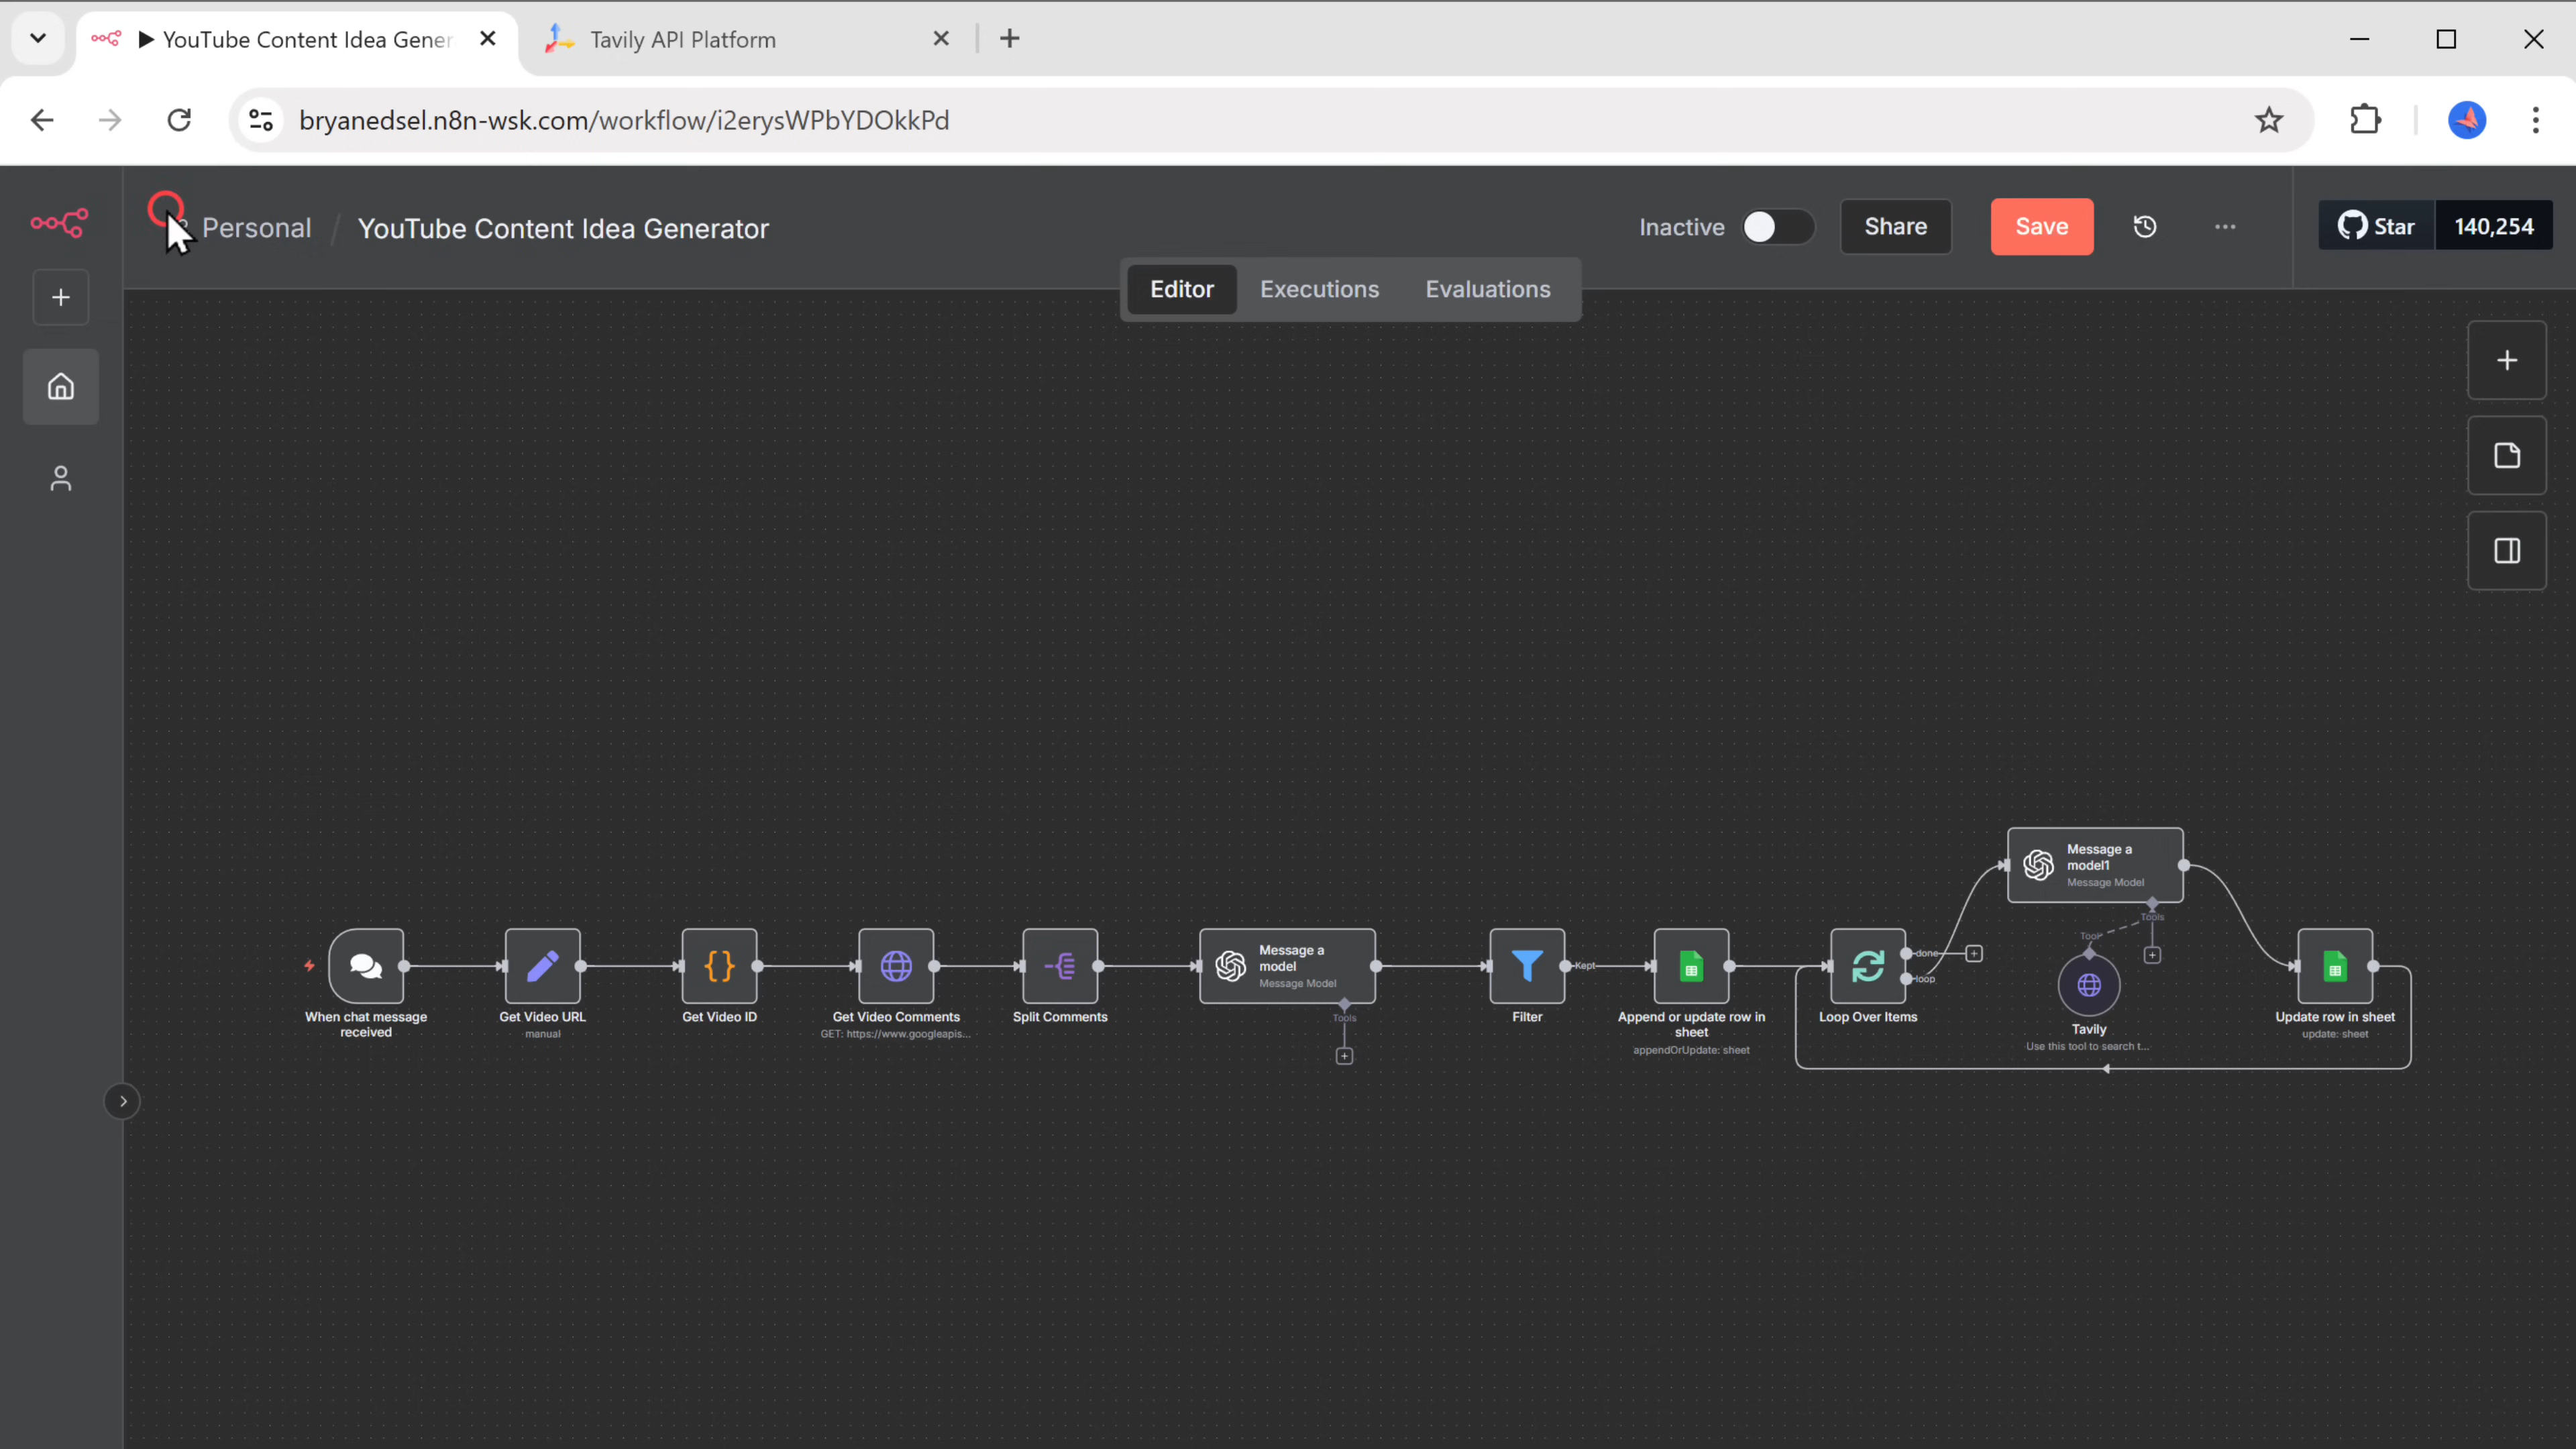 ▶ YouTube Content Idea Gener
Tavily API Platform
bryanedsel.n8n-wsk.com/workflow/i2erysWPbYDOkkPd
Personal / YouTube Content Idea Generator
Inactive
Share
Save
Star
140,254
Editor
Executions
Evaluations
Message a
model1
Message Model
Tools
Tool
Message a
model
Message Model
Kept
done
loop
When chat message
received
Get Video URL
manual
Get Video ID
Get Video Comments
GET: https://www.googleapis...
Split Comments
Tools
Filter
Append or update row in
sheet
appendOrUpdate: sheet
Loop Over Items
Tavily
Use this tool to search t...
Update row in sheet
update: sheet